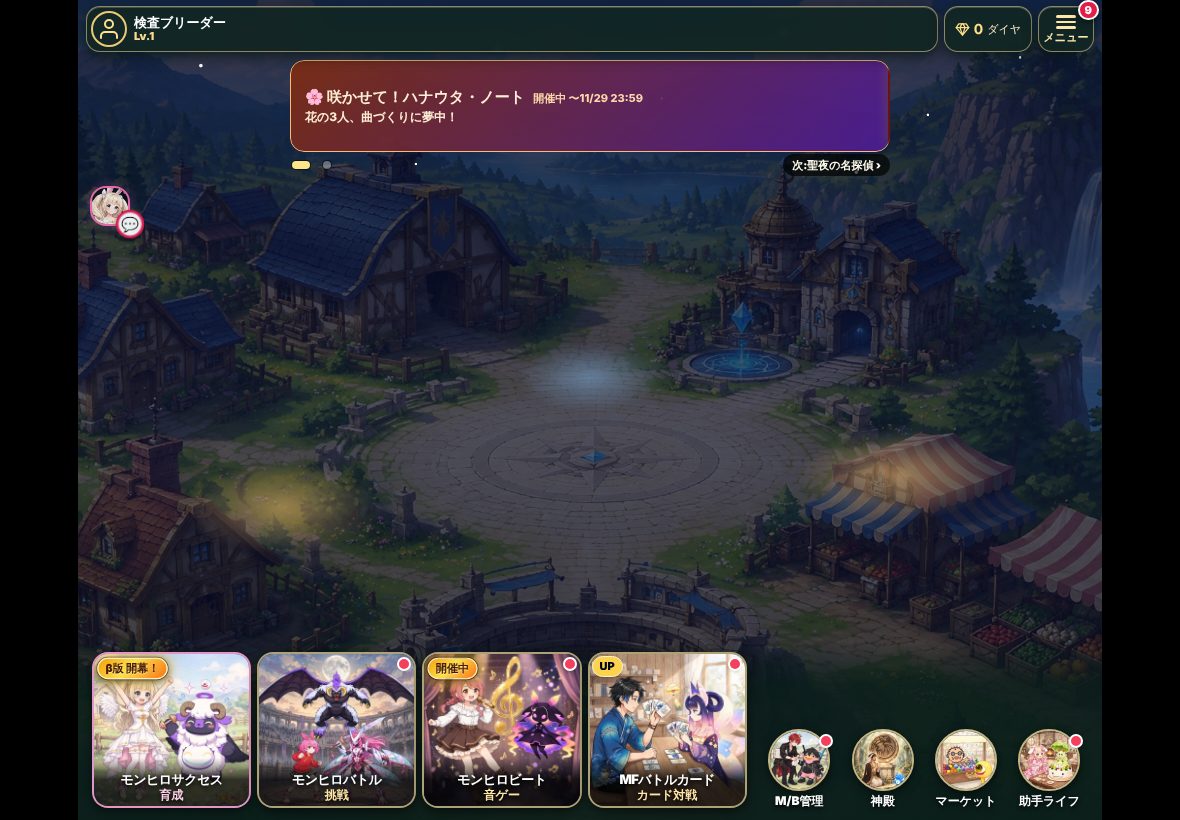 検査ブリーダー
Lv.1
0 ダイヤ
9
メニュー
🌸 咲かせて！ハナウタ・ノート 開催中 〜11/29 23:59
花の3人、曲づくりに夢中！
次:聖夜の名探偵 ›
β版 開幕！
モンヒロサクセス
育成
モンヒロバトル
挑戦
開催中
モンヒロビート
音ゲー
UP
MFバトルカード
カード対戦
M/B管理
神殿
マーケット
助手ライフ